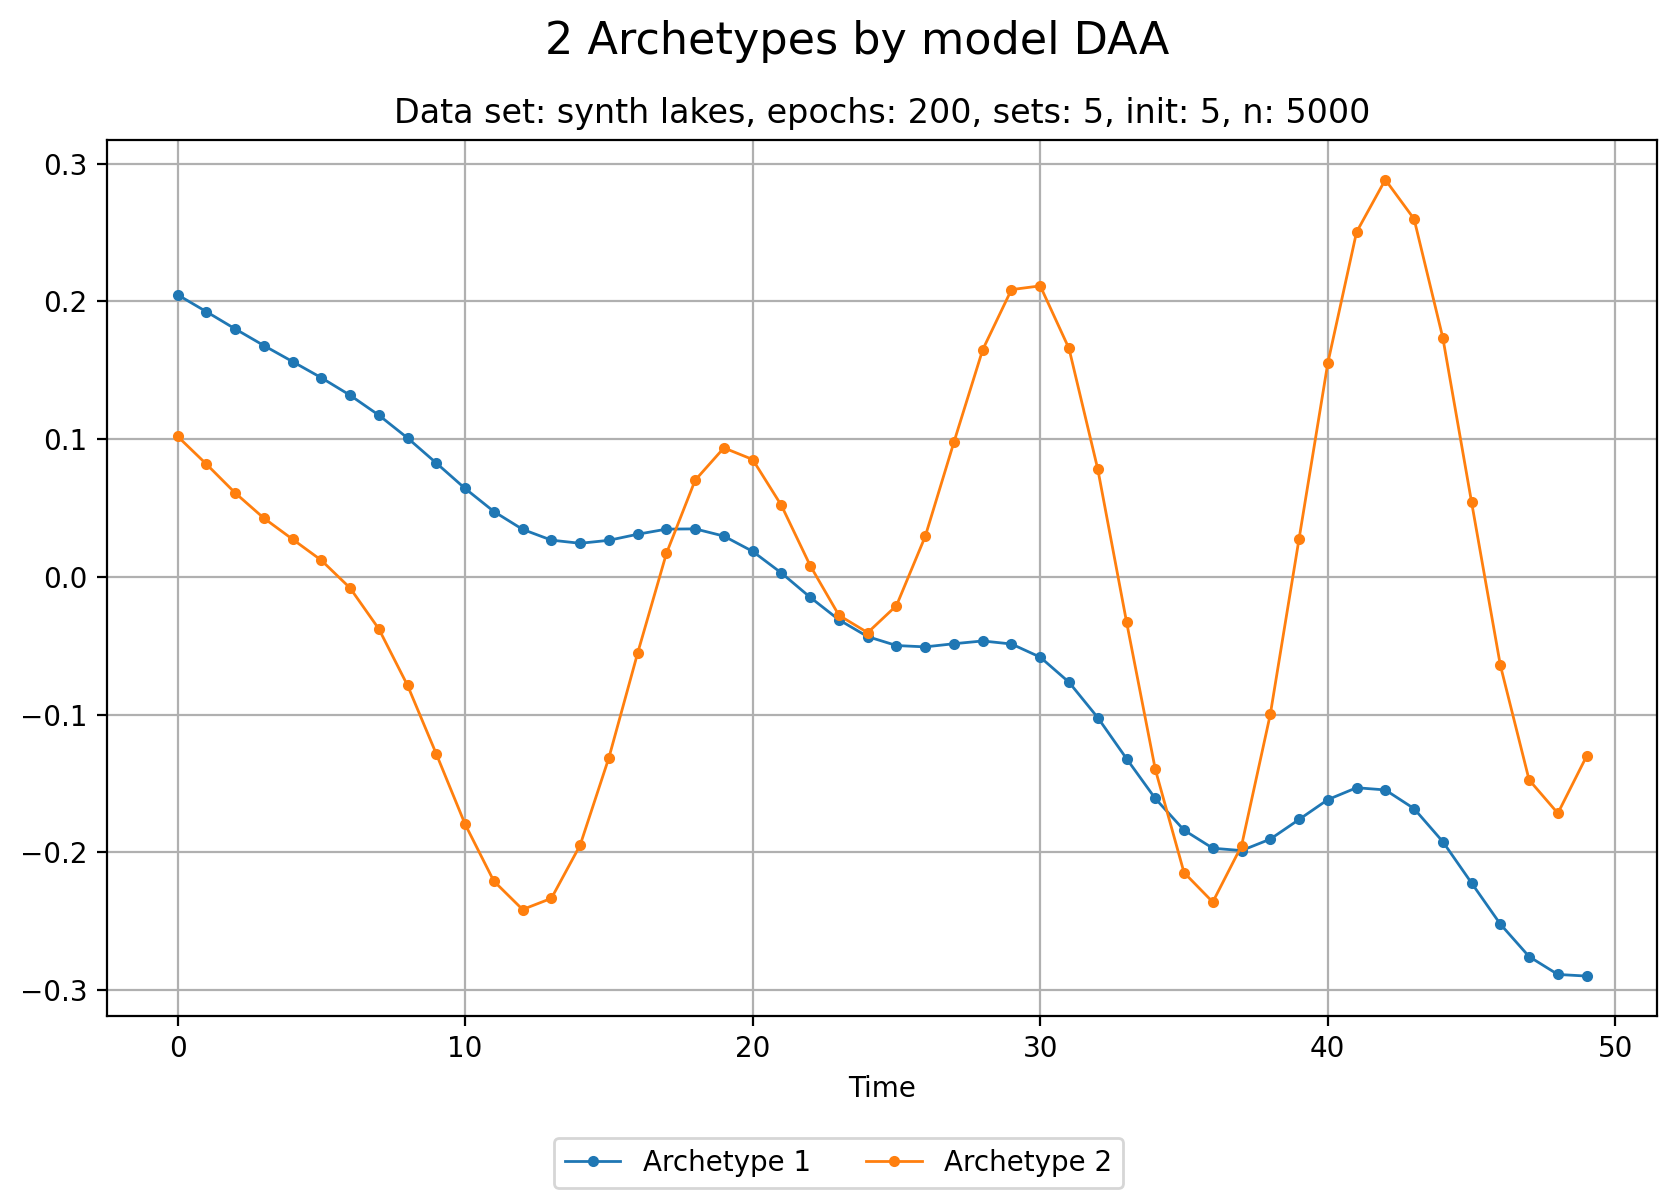 2 Archetypes by model DAA
Data set: synth lakes, epochs: 200, sets: 5, init: 5, n: 5000
0.3
0.2
0.1
0.0
−0.1
−0.2
−0.3
0 10 20 30 40 50
Time
Archetype 1 Archetype 2